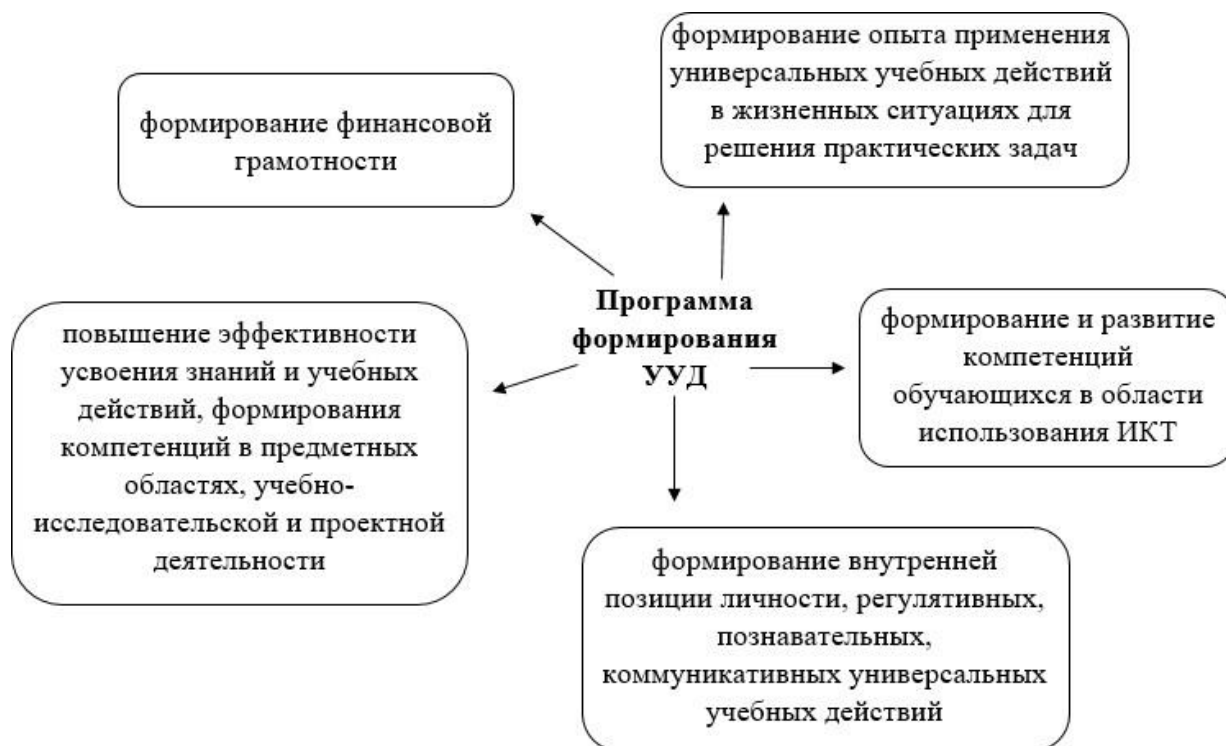 формирование опыта применения
универсальных учебных действий
в жизненных ситуациях для
решения практических задач
формирование финансовой
грамотности
Программа
формирования
УУД
формирование и развитие
компетенций
обучающихся в области
использования ИКТ
повышение эффективности
усвоения знаний и учебных
действий, формирования
компетенций в предметных
областях, учебно-
исследовательской и проектной
деятельности
формирование внутренней
позиции личности, регулятивных,
познавательных,
коммуникативных универсальных
учебных действий